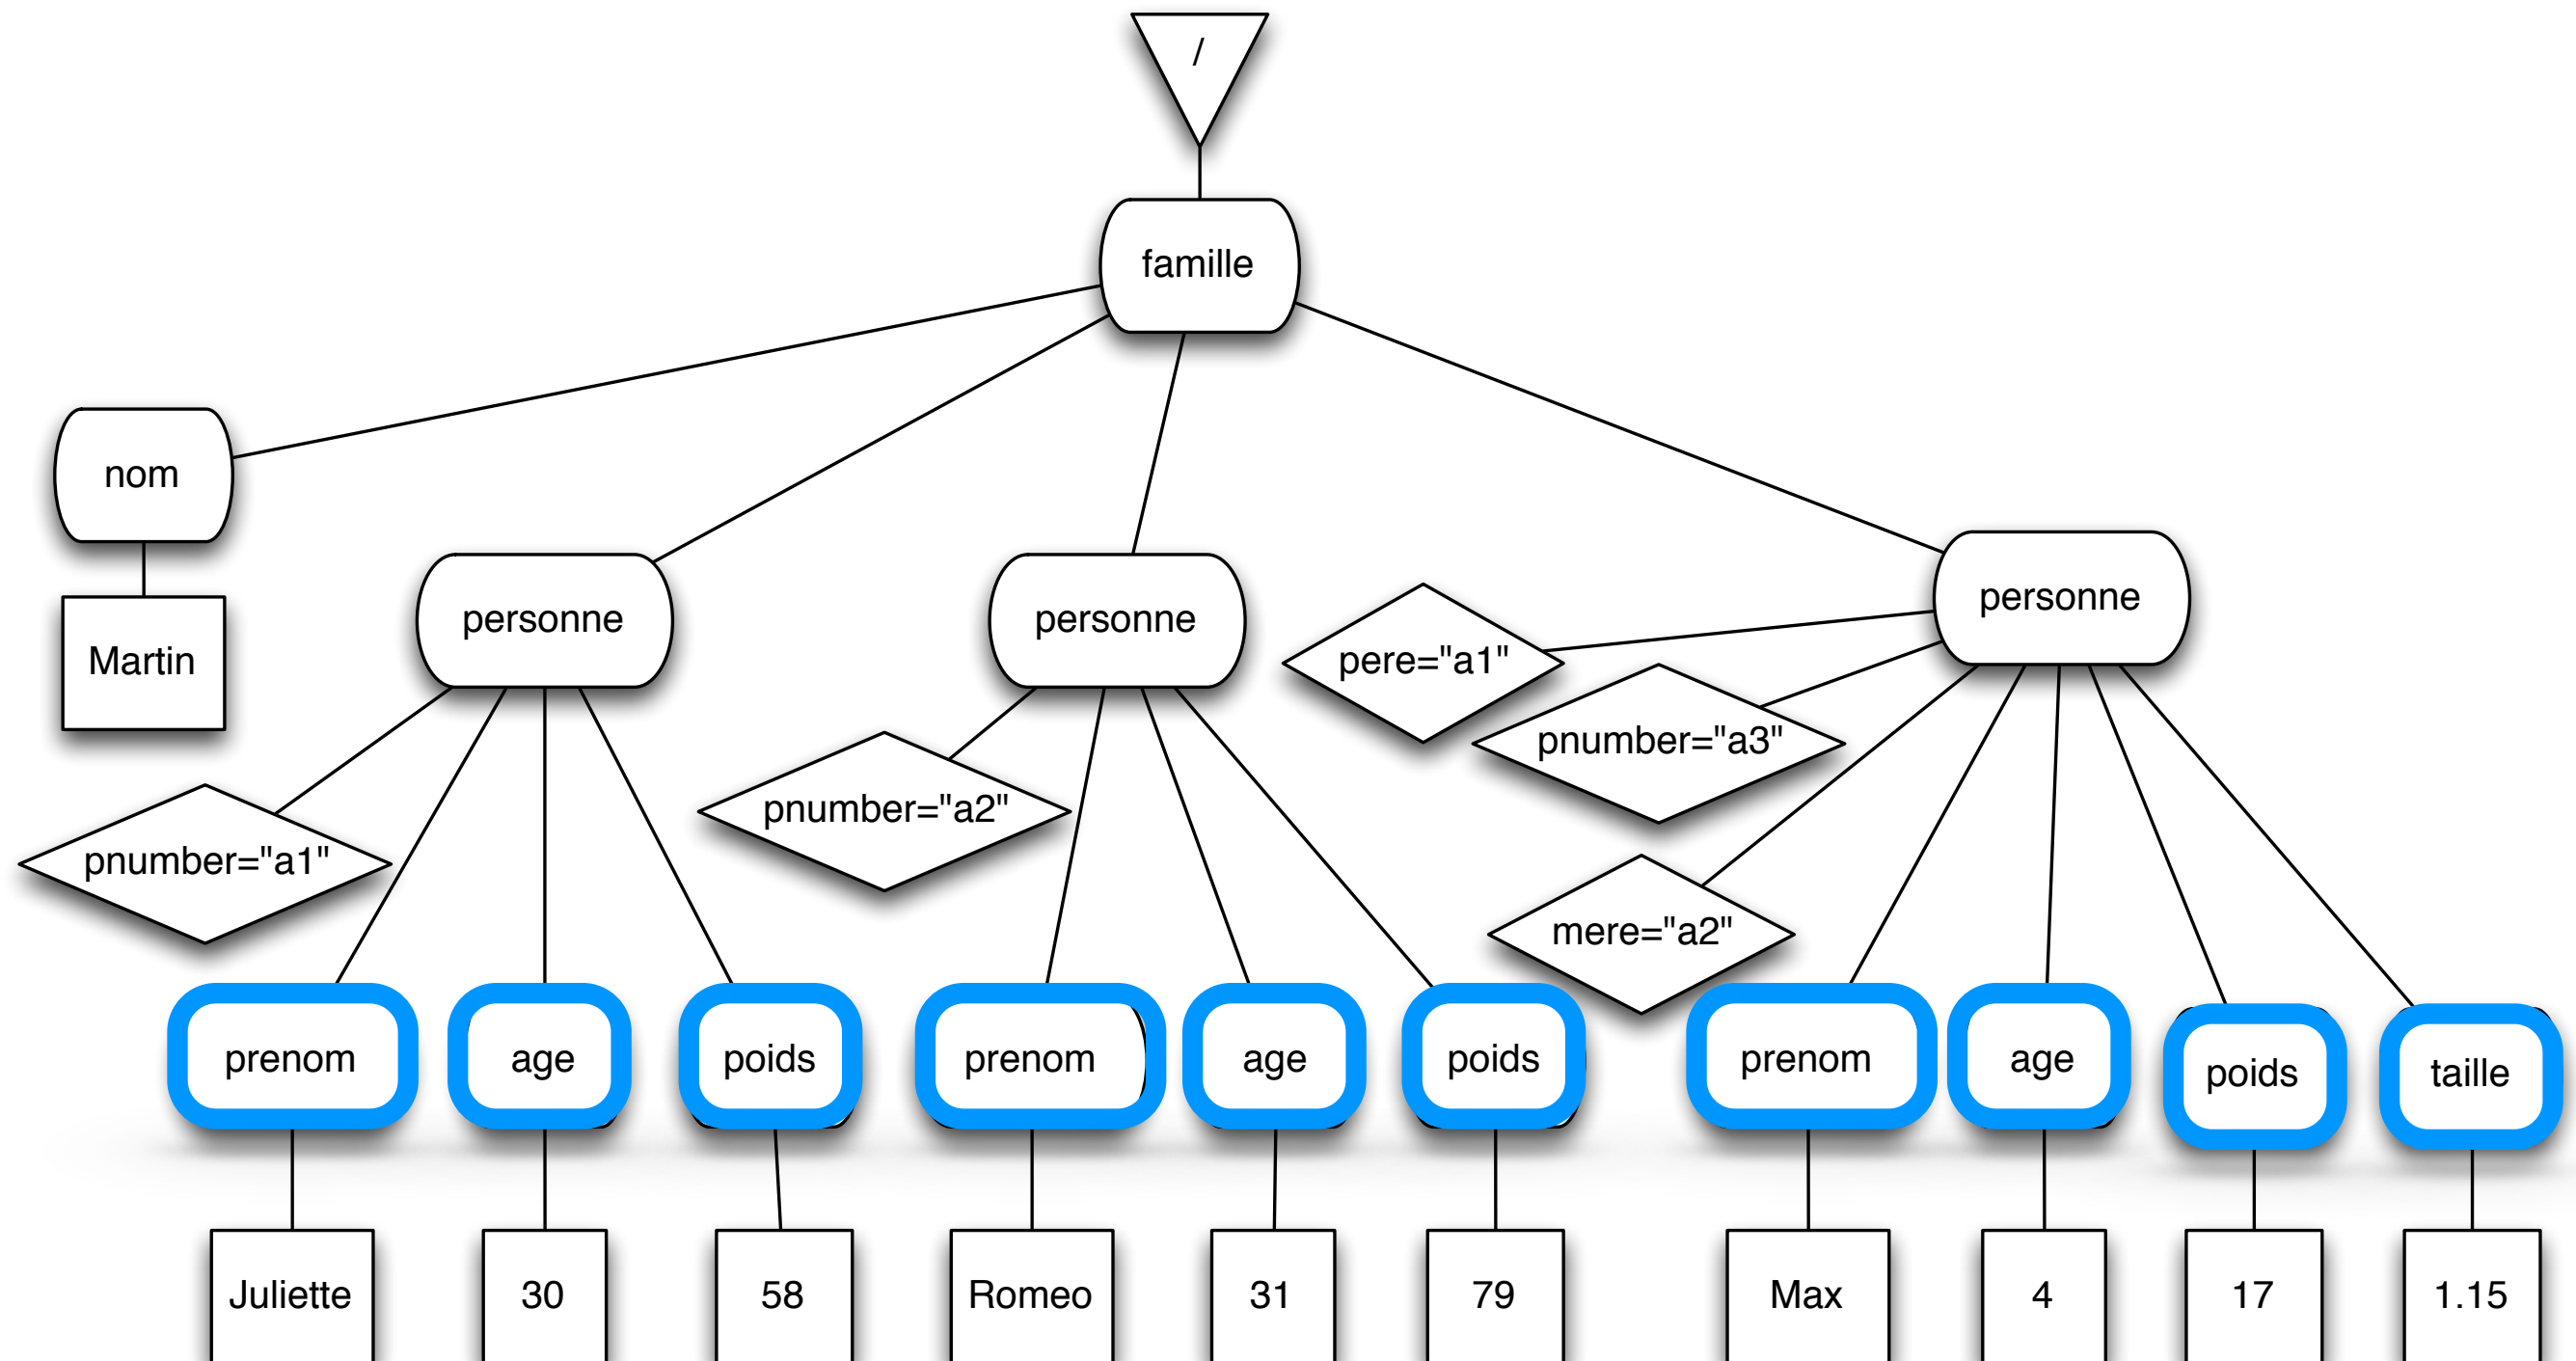 /
famille
nom
Martin
personne
personne
personne
pere="a1"
pnumber="a3"
pnumber="a2"
pnumber="a1"
mere="a2"
prenom
age
poids
prenom
age
poids
prenom
age
poids
taille
Juliette
30
58
Romeo
31
79
Max
4
17
1.15